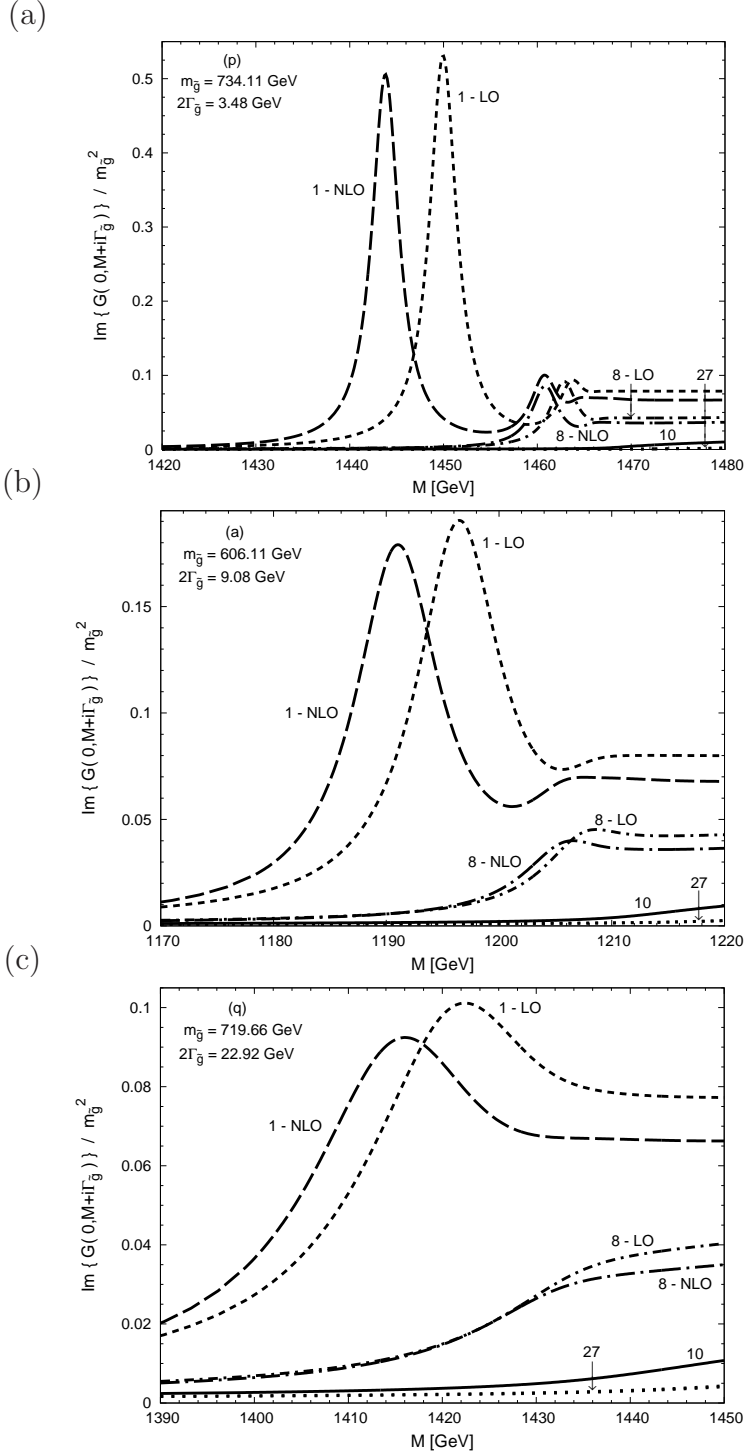 (a)
(p)
m_g̃ = 734.11 GeV
2Γ_g̃ = 3.48 GeV
1 - LO
1 - NLO
8 - LO
27
8 - NLO
10
Im { G( 0,M+iΓ_g̃ ) } / m_g̃^2
0.5
0.4
0.3
0.2
0.1
0
1420 1430 1440 1450 1460 1470 1480
M [GeV]
(b)
(a)
m_g̃ = 606.11 GeV
2Γ_g̃ = 9.08 GeV
1 - LO
1 - NLO
8 - LO
8 - NLO
27
10
Im { G( 0,M+iΓ_g̃ ) } / m_g̃^2
0.15
0.1
0.05
0
1170 1180 1190 1200 1210 1220
M [GeV]
(c)
(q)
m_g̃ = 719.66 GeV
2Γ_g̃ = 22.92 GeV
1 - LO
1 - NLO
8 - LO
8 - NLO
27
10
Im { G( 0,M+iΓ_g̃ ) } / m_g̃^2
0.1
0.08
0.06
0.04
0.02
0
1390 1400 1410 1420 1430 1440 1450
M [GeV]